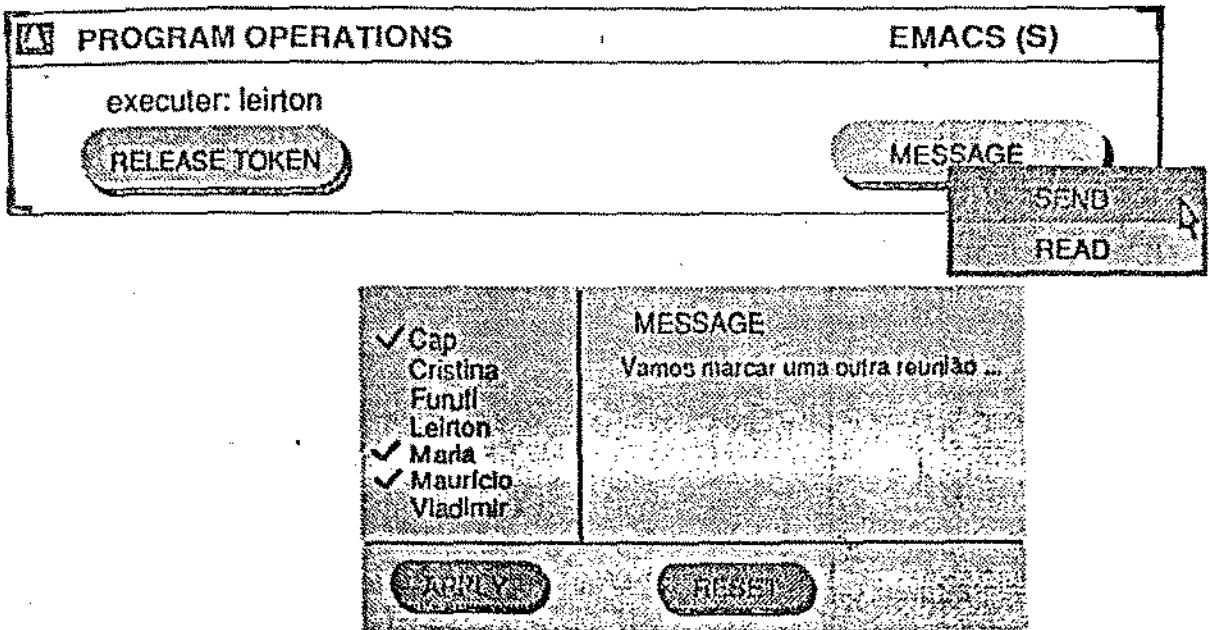 PROGRAM OPERATIONS EMACS (S)
executer: leirton
RELEASE TOKEN MESSAGE
SEND
READ
MESSAGE
Vamos marcar uma outra reunião ...
Cap
Cristina
Furuti
Leirton
Maria
Maurício
Vladimir
APPLY RESET